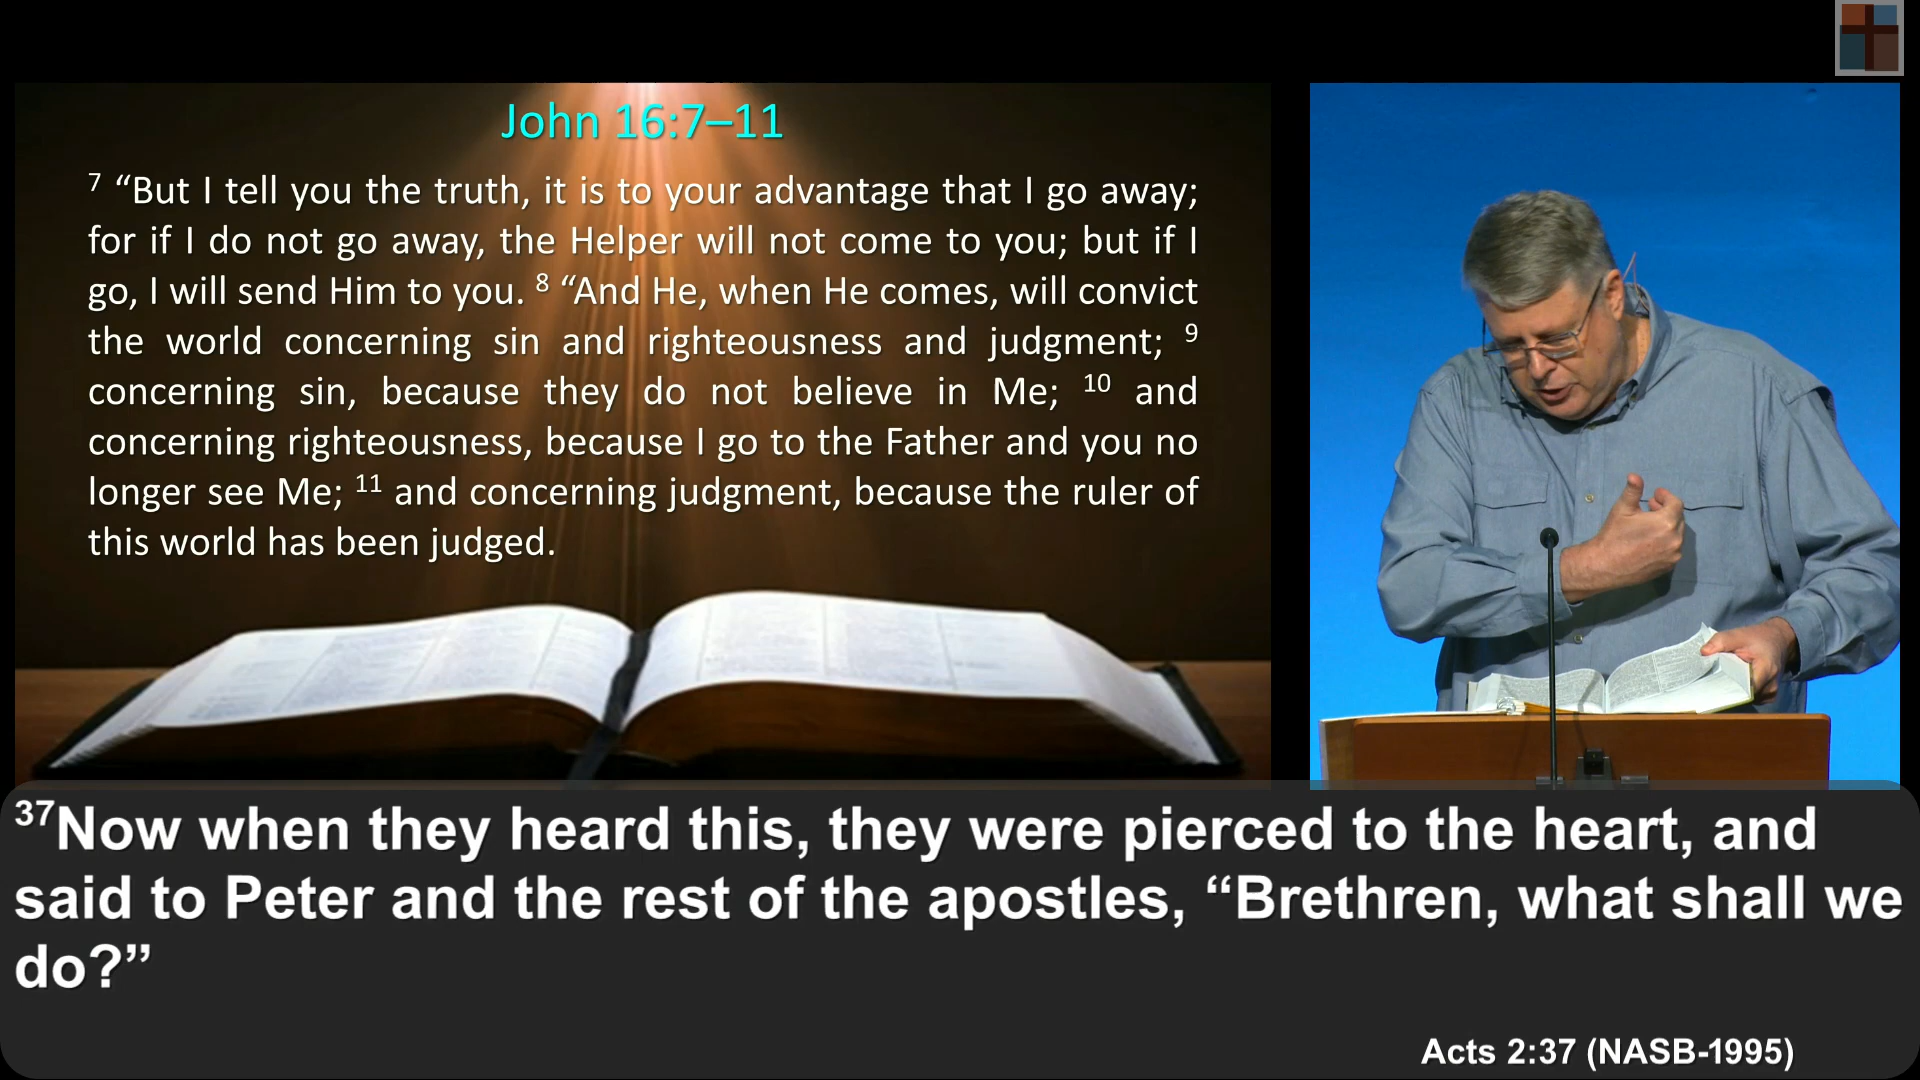 John 16:7–11
7 “But I tell you the truth, it is to your advantage that I go away;
for if I do not go away, the Helper will not come to you; but if I
go, I will send Him to you. 8 “And He, when He comes, will convict
the world concerning sin and righteousness and judgment; 9
concerning sin, because they do not believe in Me; 10 and
concerning righteousness, because I go to the Father and you no
longer see Me; 11 and concerning judgment, because the ruler of
this world has been judged.
37Now when they heard this, they were pierced to the heart, and
said to Peter and the rest of the apostles, “Brethren, what shall we
do?”
Acts 2:37 (NASB-1995)